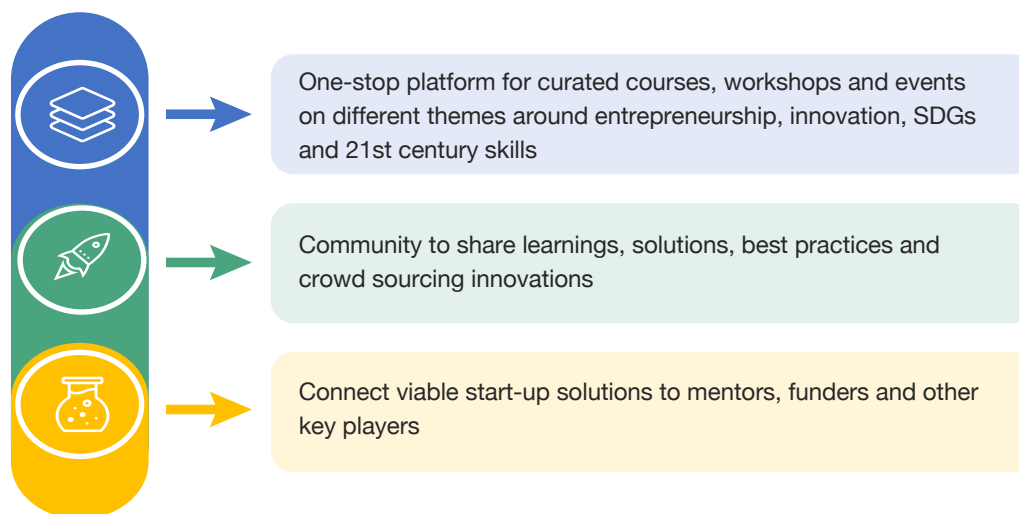 One-stop platform for curated courses, workshops and events
on different themes around entrepreneurship, innovation, SDGs
and 21st century skills
Community to share learnings, solutions, best practices and
crowd sourcing innovations
Connect viable start-up solutions to mentors, funders and other
key players